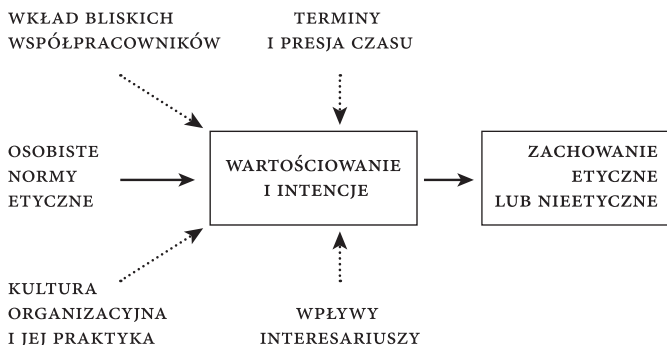 WKŁAD BLISKICH
WSPÓŁPRACOWNIKÓW
TERMINY
I PRESJA CZASU
OSOBISTE
NORMY
ETYCZNE
WARTOŚCIOWANIE
I INTENCJE
ZACHOWANIE
ETYCZNE
LUB NIEETYCZNE
KULTURA
ORGANIZACYJNA
I JEJ PRAKTYKA
WPŁYWY
INTERESARIUSZY